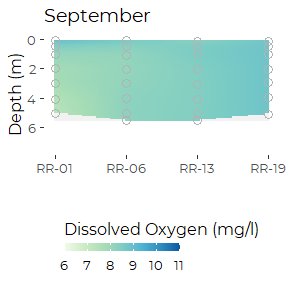 September
Depth (m)
0
2
4
6
RR-01 RR-06 RR-13 RR-19
Dissolved Oxygen (mg/l)
6 7 8 9 10 11